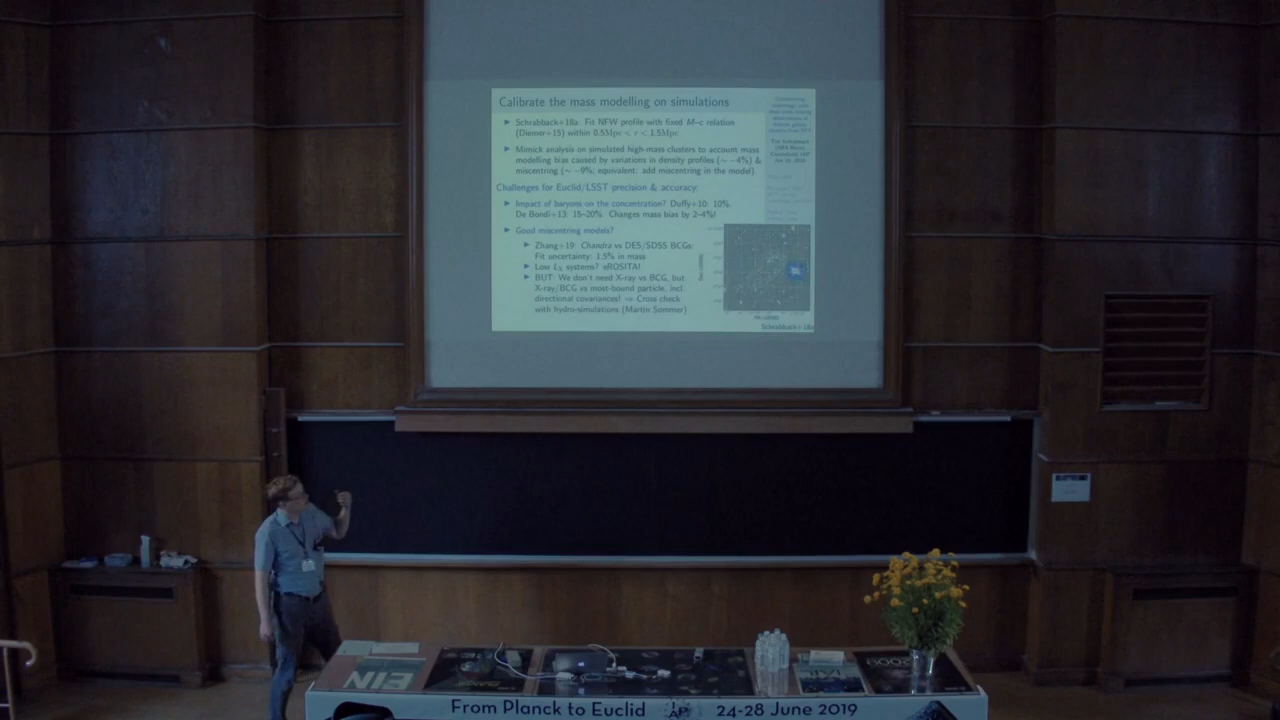 Calibrate the mass modelling on simulations
▶ Schrabback+18a: Fit NFW profile with fixed M–c relation
(Diemer+15) within 0.5Mpc < r < 1.5Mpc:
▶ Mimick analysis on simulated high-mass clusters to account mass
modelling bias caused by variations in density profiles (∼ −4%) &
miscentring (∼ −9%; equivalent: add miscentring in the model)
Challenges for Euclid/LSST precision & accuracy:
▶ Impact of baryons on the concentration? Duffy+10: 10%.
De Bondi+13: 15–20%. Changes mass bias by 2–4%!
▶ Good miscentring models?
▶ Zhang+19: Chandra vs DES/SDSS BCGs:
Fit uncertainty: 1.5% in mass
▶ Low L_X systems? eROSITA!
▶ BUT: We don't need X-ray vs BCG, but
X-ray/BCG vs most-bound particle, incl
directional covariances! ⇒ Cross check
with hydro-simulations (Martin Sommer)
Schrabback+18a
EIN
From Planck to Euclid IAP 24-28 June 2019